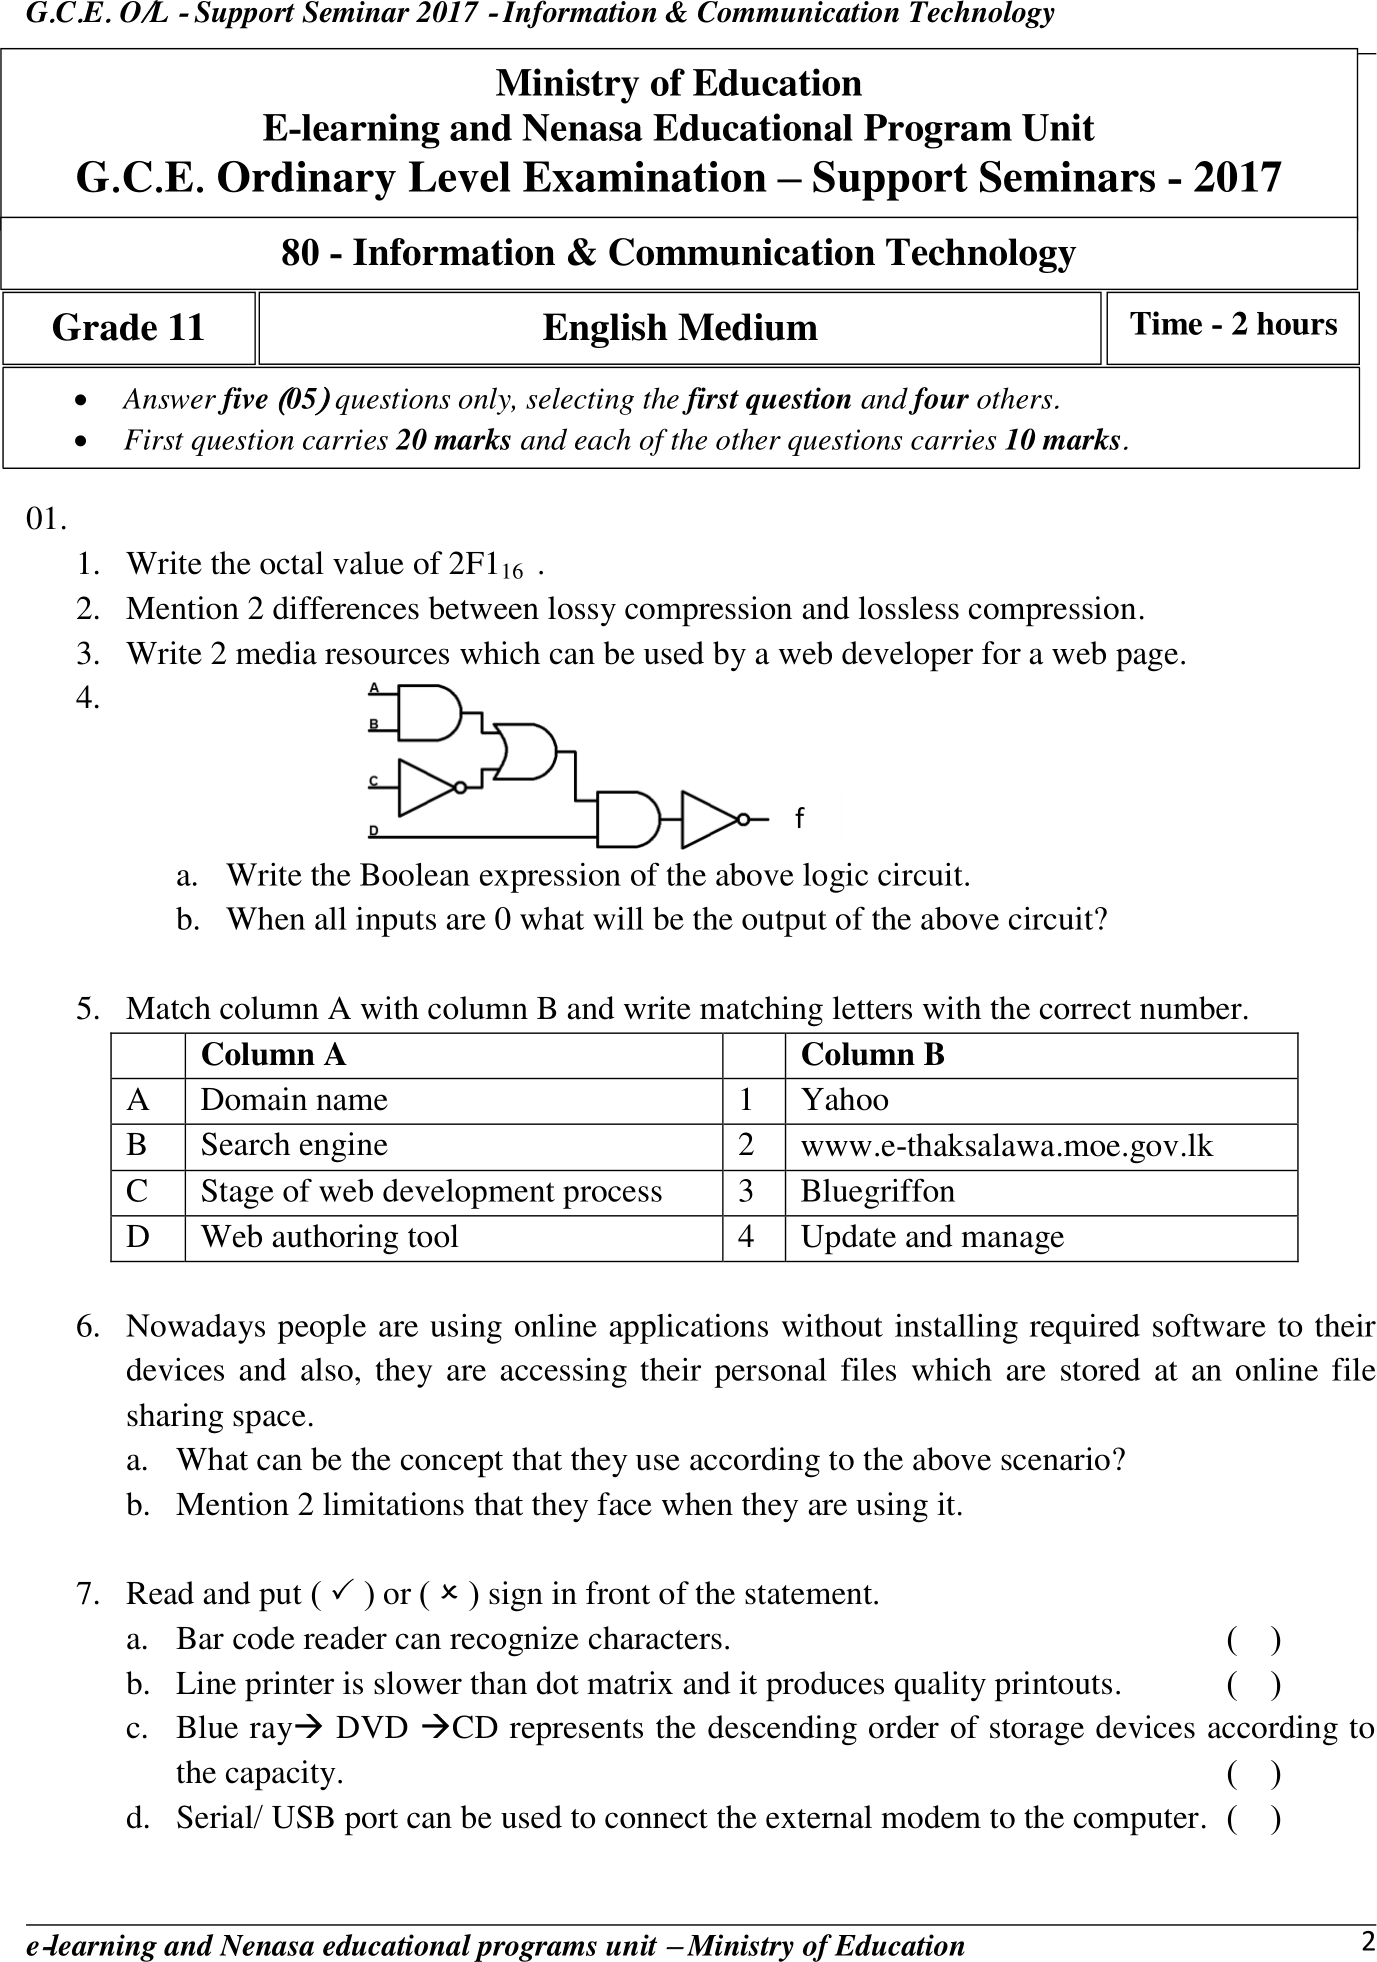 G.C.E. O/L - Support Seminar 2017 - Information & Communication Technology
Ministry of Education
E-learning and Nenasa Educational Program Unit
G.C.E. Ordinary Level Examination – Support Seminars - 2017
80 - Information & Communication Technology
Grade 11
English Medium
Time - 2 hours
• Answer five (05) questions only, selecting the first question and four others.
• First question carries 20 marks and each of the other questions carries 10 marks.
01.
1. Write the octal value of 2F1₁₆ .
2. Mention 2 differences between lossy compression and lossless compression.
3. Write 2 media resources which can be used by a web developer for a web page.
4.
A
B
C
D
f
a. Write the Boolean expression of the above logic circuit.
b. When all inputs are 0 what will be the output of the above circuit?
5. Match column A with column B and write matching letters with the correct number.
Column A Column B
A Domain name 1 Yahoo
B Search engine 2 www.e-thaksalawa.moe.gov.lk
C Stage of web development process 3 Bluegriffon
D Web authoring tool 4 Update and manage
6. Nowadays people are using online applications without installing required software to their
devices and also, they are accessing their personal files which are stored at an online file
sharing space.
a. What can be the concept that they use according to the above scenario?
b. Mention 2 limitations that they face when they are using it.
7. Read and put ( ✓ ) or ( × ) sign in front of the statement.
a. Bar code reader can recognize characters. ( )
b. Line printer is slower than dot matrix and it produces quality printouts. ( )
c. Blue ray→ DVD →CD represents the descending order of storage devices according to
the capacity. ( )
d. Serial/ USB port can be used to connect the external modem to the computer. ( )
e-learning and Nenasa educational programs unit – Ministry of Education
2